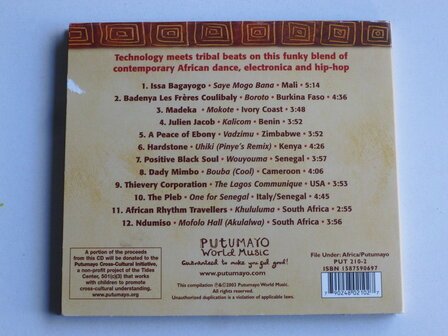 Technology meets tribal beats on this funky blend of
contemporary African dance, electronica and hip-hop
1. Issa Bagayogo • Saye Mogo Bana • Mali • 5:14
2. Badenya Les Frères Coulibaly • Boroto • Burkina Faso • 4:36
3. Madeka • Mokote • Ivory Coast • 3:48
4. Julien Jacob • Kalicom • Benin • 3:52
5. A Peace of Ebony • Vadzimu • Zimbabwe • 3:52
6. Hardstone • Uhiki (Pinye's Remix) • Kenya • 4:26
7. Positive Black Soul • Wouyouma • Senegal • 3:57
8. Dady Mimbo • Bouba (Cool) • Cameroon • 4:06
9. Thievery Corporation • The Lagos Communique • USA • 3:53
10. The Pleb • One for Senegal • Italy/Senegal • 4:45
11. African Rhythm Travellers • Khululuma • South Africa • 2:55
12. Ndumiso • Mofolo Hall (Akulalwa) • South Africa • 3:56
A portion of the proceeds
from this CD will be donated to the
Putumayo Cross-Cultural Initiative,
a non-profit project of the Tides
Center, 501(c)(3) that works
with children to promote
cross-cultural understanding.
www.putumayo.org
PUTUMAYO
World Music
Guaranteed to make you feel good!
www.putumayo.com
This compilation ℗&©2003 Putumayo World Music.
All rights reserved.
Unauthorized duplication is a violation of applicable laws.
File Under: Africa/Putumayo
PUT 210-2
ISBN 1587590697
7 90248 02102 7